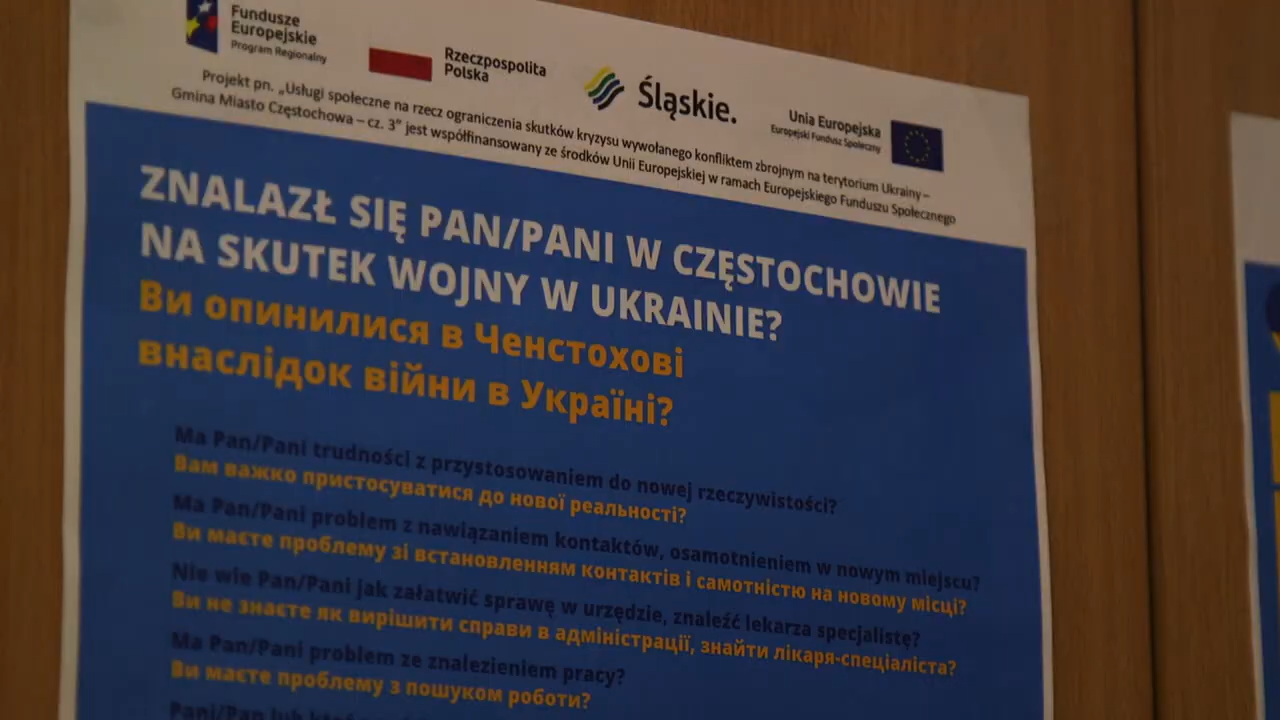 Fundusze
Europejskie
Program Regionalny
Rzeczpospolita
Polska
Śląskie.
Unia Europejska
Europejski Fundusz Społeczny
Projekt pn. „Usługi społeczne na rzecz ograniczenia skutków kryzysu wywołanego konfliktem zbrojnym na terytorium Ukrainy –
Gmina Miasto Częstochowa – cz. 3” jest współfinansowany ze środków Unii Europejskiej w ramach Europejskiego Funduszu Społecznego
ZNALAZŁ SIĘ PAN/PANI W CZĘSTOCHOWIE
NA SKUTEK WOJNY W UKRAINIE?
Ви опинилися в Ченстохові
внаслідок війни в Україні?
Ma Pan/Pani trudności z przystosowaniem do nowej rzeczywistości?
Вам важко пристосуватися до нової реальності?
Ma Pan/Pani problem z nawiązaniem kontaktów, osamotnieniem w nowym miejscu?
Ви маєте проблему зі встановленням контактів і самотністю на новому місці?
Nie wie Pan/Pani jak załatwić sprawę w urzędzie, znaleźć lekarza specjalistę?
Ви не знаєте як вирішити справи в адміністрації, знайти лікаря-спеціаліста?
Ma Pan/Pani problem ze znalezieniem pracy?
Ви маєте проблему з пошуком роботи?
Pani/Pan lub